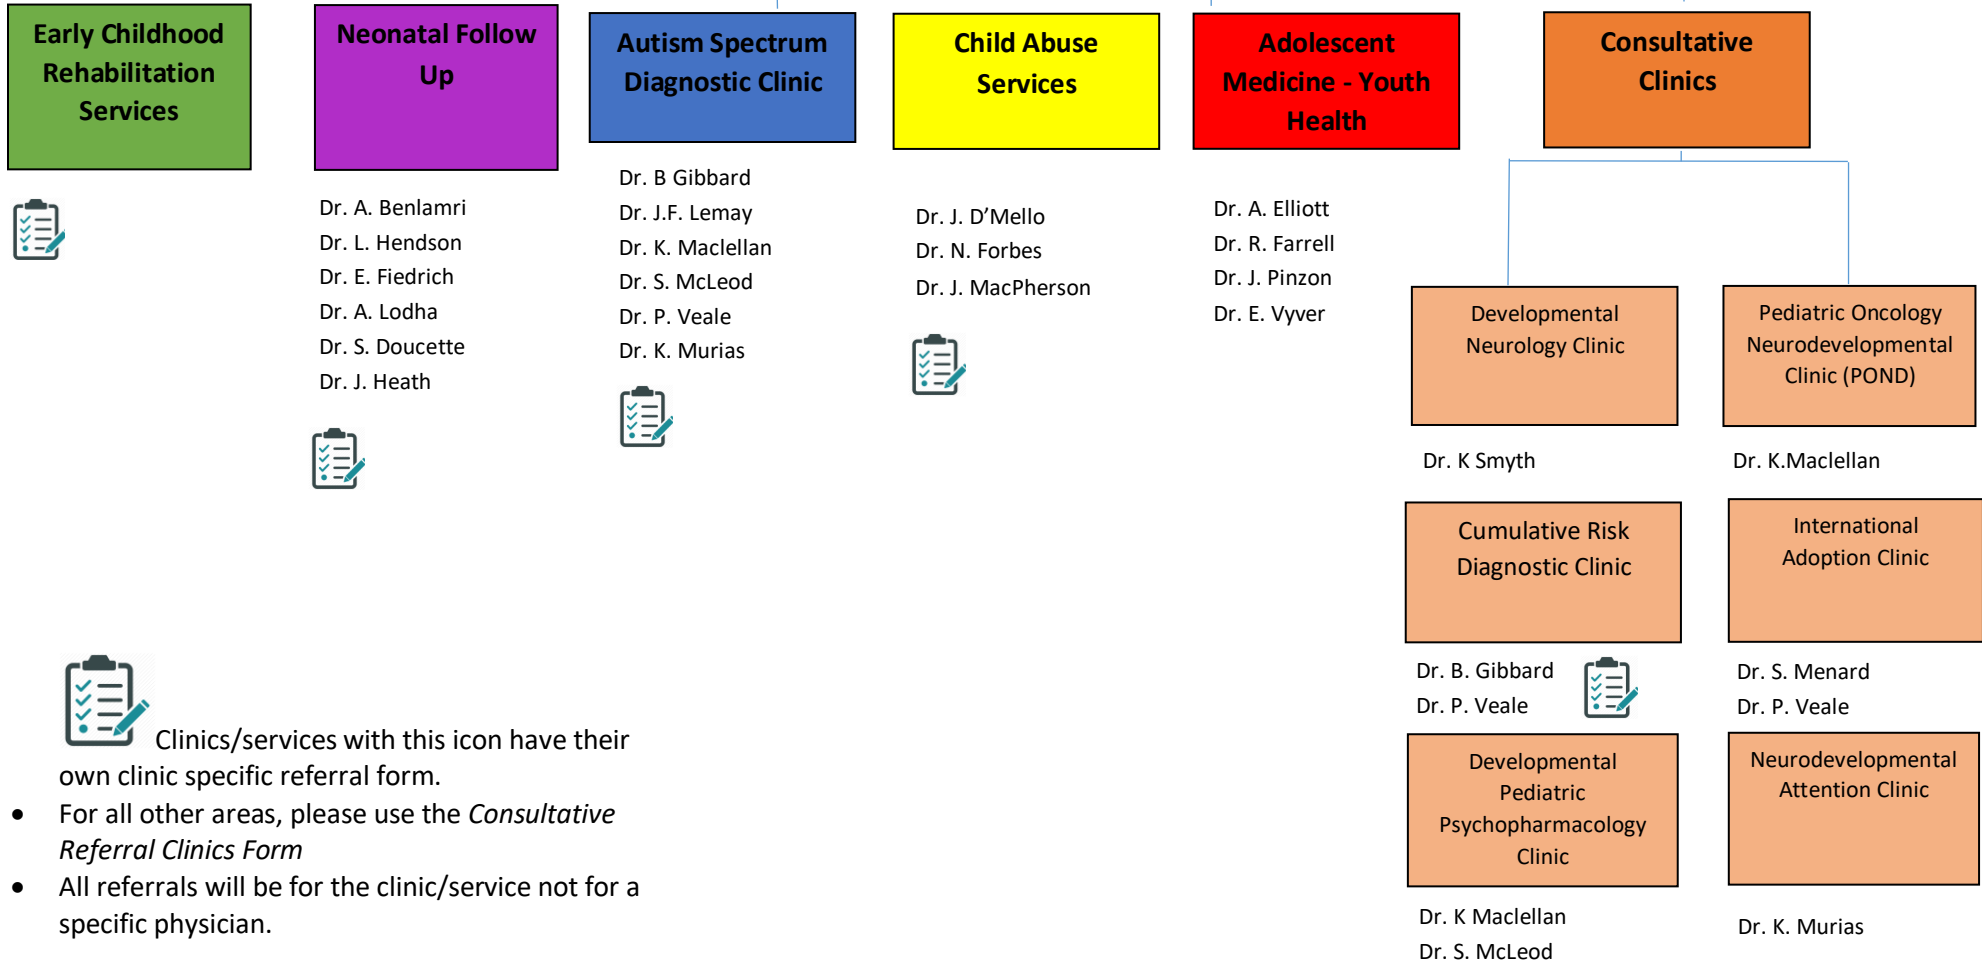 Early Childhood
Rehabilitation
Services
Neonatal Follow
Up
Dr. A. Benlamri
Dr. L. Hendson
Dr. E. Fiedrich
Dr. A. Lodha
Dr. S. Doucette
Dr. J. Heath
Autism Spectrum
Diagnostic Clinic
Dr. B Gibbard
Dr. J.F. Lemay
Dr. K. Maclellan
Dr. S. McLeod
Dr. P. Veale
Dr. K. Murias
Child Abuse
Services
Dr. J. D’Mello
Dr. N. Forbes
Dr. J. MacPherson
Adolescent
Medicine - Youth
Health
Dr. A. Elliott
Dr. R. Farrell
Dr. J. Pinzon
Dr. E. Vyver
Consultative
Clinics
Developmental
Neurology Clinic
Dr. K Smyth
Pediatric Oncology
Neurodevelopmental
Clinic (POND)
Dr. K.Maclellan
Cumulative Risk
Diagnostic Clinic
Dr. B. Gibbard
Dr. P. Veale
International
Adoption Clinic
Dr. S. Menard
Dr. P. Veale
Developmental
Pediatric
Psychopharmacology
Clinic
Dr. K Maclellan
Dr. S. McLeod
Neurodevelopmental
Attention Clinic
Dr. K. Murias
Clinics/services with this icon have their
own clinic specific referral form.
• For all other areas, please use the Consultative
Referral Clinics Form
• All referrals will be for the clinic/service not for a
specific physician.